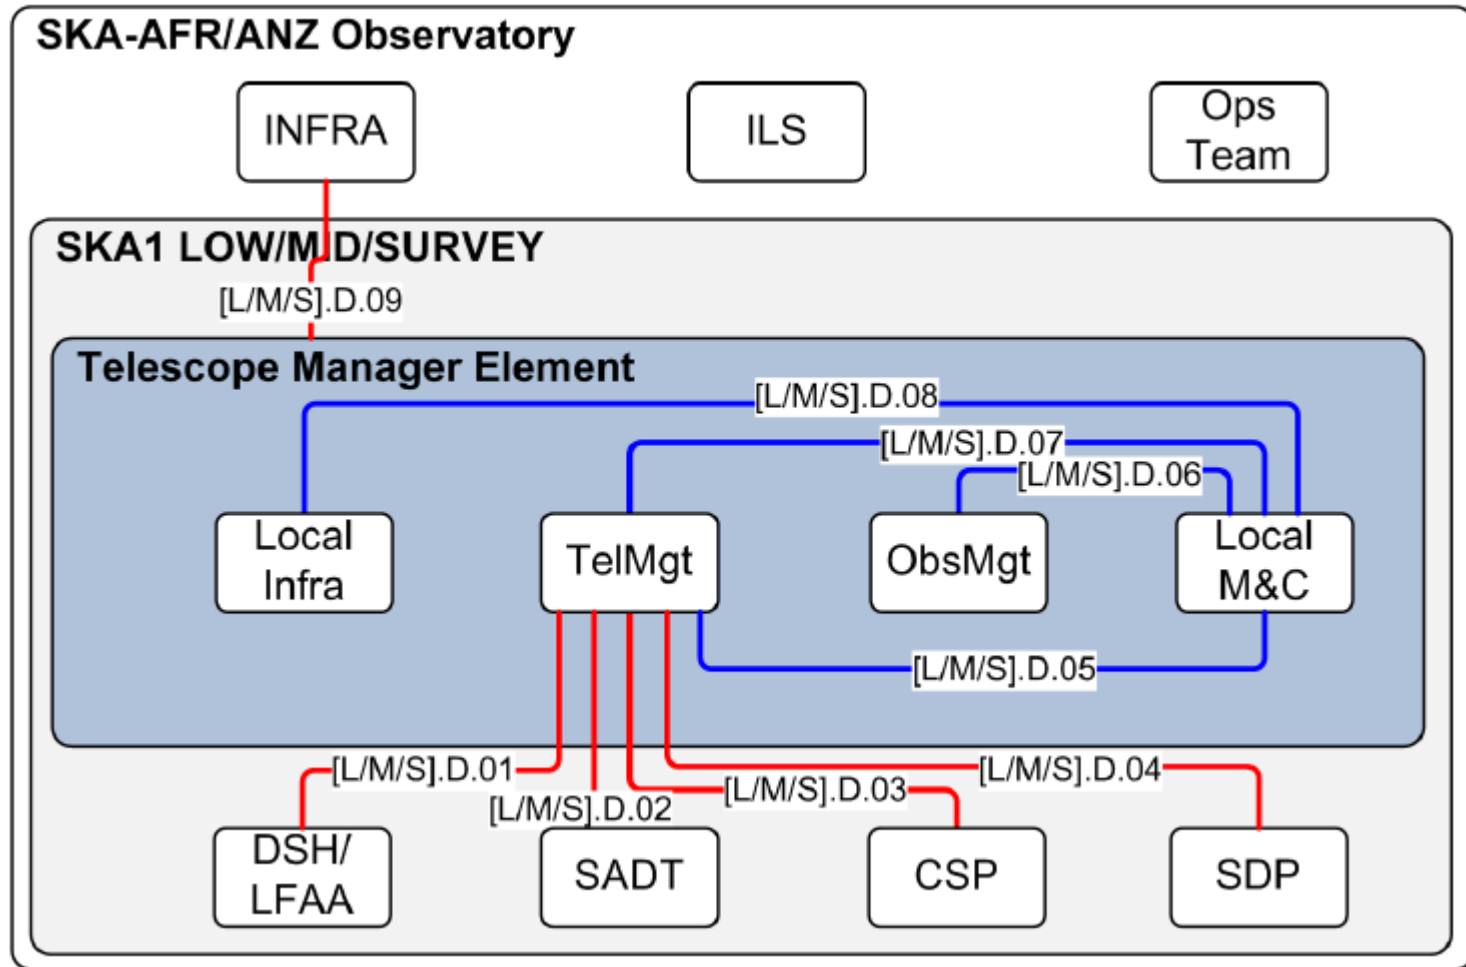 SKA-AFR/ANZ Observatory
INFRA
ILS
Ops
Team
SKA1 LOW/MID/SURVEY
[L/M/S].D.09
Telescope Manager Element
[L/M/S].D.08
[L/M/S].D.07
[L/M/S].D.06
Local
Infra
TelMgt
ObsMgt
Local
M&C
[L/M/S].D.05
[L/M/S].D.01
[L/M/S].D.02
[L/M/S].D.03
[L/M/S].D.04
DSH/
LFAA
SADT
CSP
SDP